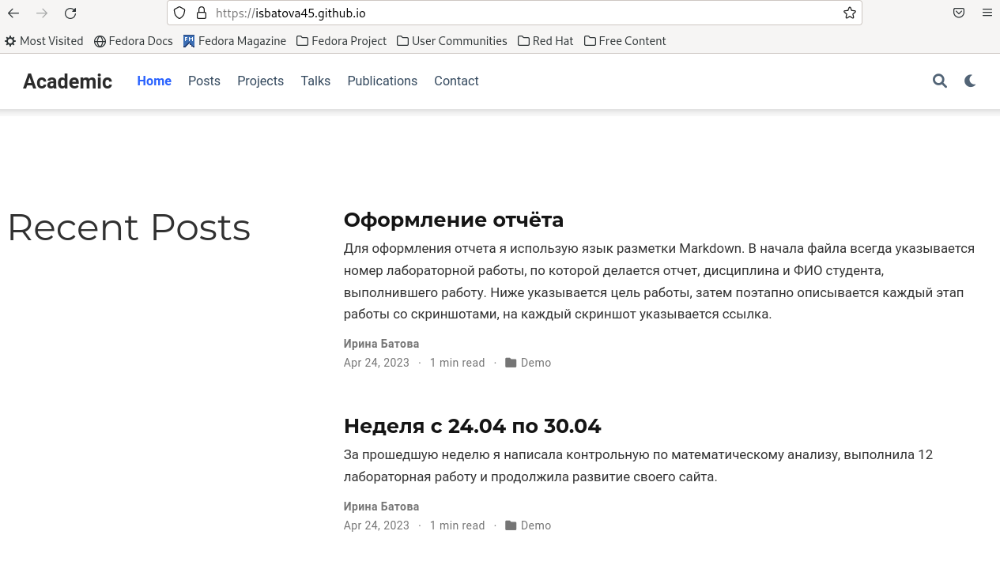 https://isbatova45.github.io
Most Visited Fedora Docs FM Fedora Magazine Fedora Project User Communities Red Hat Free Content
Academic Home Posts Projects Talks Publications Contact
Recent Posts
Оформление отчёта
Для оформления отчета я использую язык разметки Markdown. В начала файла всегда указывается
номер лабораторной работы, по которой делается отчет, дисциплина и ФИО студента,
выполнившего работу. Ниже указывается цель работы, затем поэтапно описывается каждый этап
работы со скриншотами, на каждый скриншот указывается ссылка.
Ирина Батова
Apr 24, 2023 · 1 min read · Demo
Неделя с 24.04 по 30.04
За прошедшую неделю я написала контрольную по математическому анализу, выполнила 12
лабораторная работу и продолжила развитие своего сайта.
Ирина Батова
Apr 24, 2023 · 1 min read · Demo